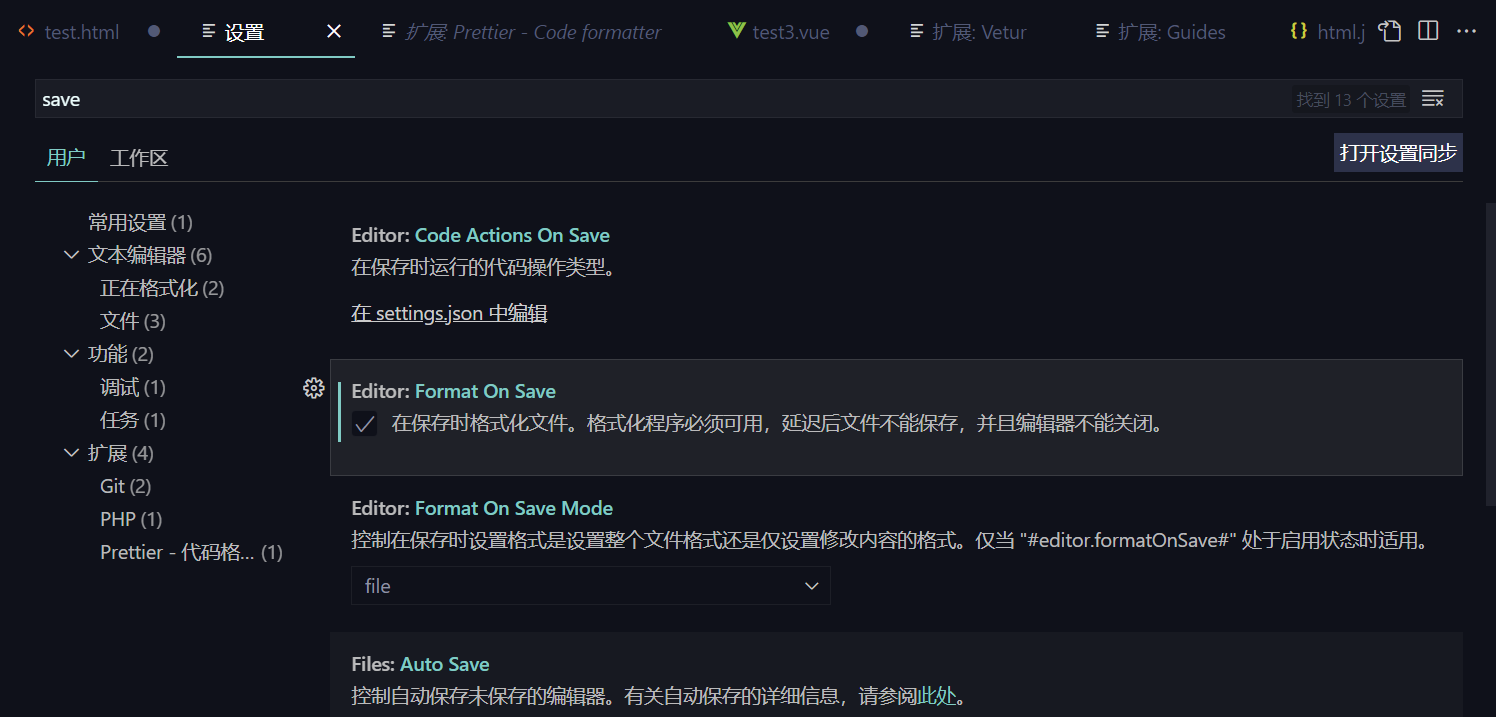 test.html 设置 扩展: Prettier - Code formatter test3.vue 扩展: Vetur 扩展: Guides html.j
save 找到 13 个设置
用户 工作区 打开设置同步
常用设置 (1)
文本编辑器 (6)
正在格式化 (2)
文件 (3)
功能 (2)
调试 (1)
任务 (1)
扩展 (4)
Git (2)
PHP (1)
Prettier - 代码格... (1)
Editor: Code Actions On Save
在保存时运行的代码操作类型。
在 settings.json 中编辑
Editor: Format On Save
在保存时格式化文件。格式化程序必须可用，延迟后文件不能保存，并且编辑器不能关闭。
Editor: Format On Save Mode
控制在保存时设置格式是设置整个文件格式还是仅设置修改内容的格式。仅当 "#editor.formatOnSave#" 处于启用状态时适用。
file
Files: Auto Save
控制自动保存未保存的编辑器。有关自动保存的详细信息，请参阅此处。